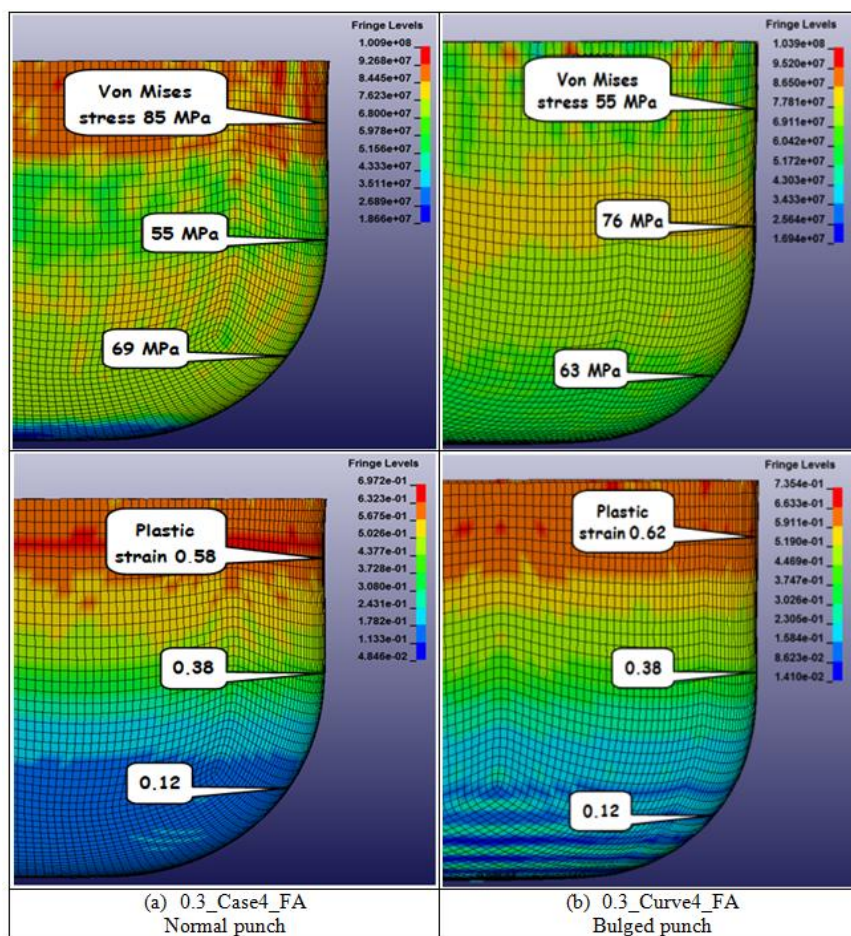 Fringe Levels
1.009e+08
9.268e+07
8.445e+07
7.623e+07
6.800e+07
5.978e+07
5.156e+07
4.333e+07
3.511e+07
2.689e+07
1.866e+07
Von Mises
stress 85 MPa
55 MPa
69 MPa
Fringe Levels
1.039e+08
9.520e+07
8.650e+07
7.781e+07
6.911e+07
6.042e+07
5.172e+07
4.303e+07
3.433e+07
2.564e+07
1.694e+07
Von Mises
stress 55 MPa
76 MPa
63 MPa
Fringe Levels
6.972e-01
6.323e-01
5.675e-01
5.026e-01
4.377e-01
3.728e-01
3.080e-01
2.431e-01
1.782e-01
1.133e-01
4.846e-02
Plastic
strain 0.58
0.38
0.12
Fringe Levels
7.354e-01
6.633e-01
5.911e-01
5.190e-01
4.469e-01
3.747e-01
3.026e-01
2.305e-01
1.584e-01
8.623e-02
1.410e-02
Plastic
strain 0.62
0.38
0.12
(a) 0.3_Case4_FA
Normal punch
(b) 0.3_Curve4_FA
Bulged punch